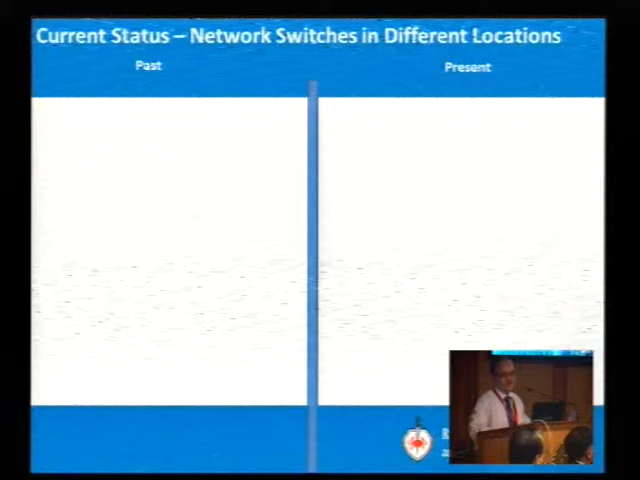 Current Status – Network Switches in Different Locations
Past
Present